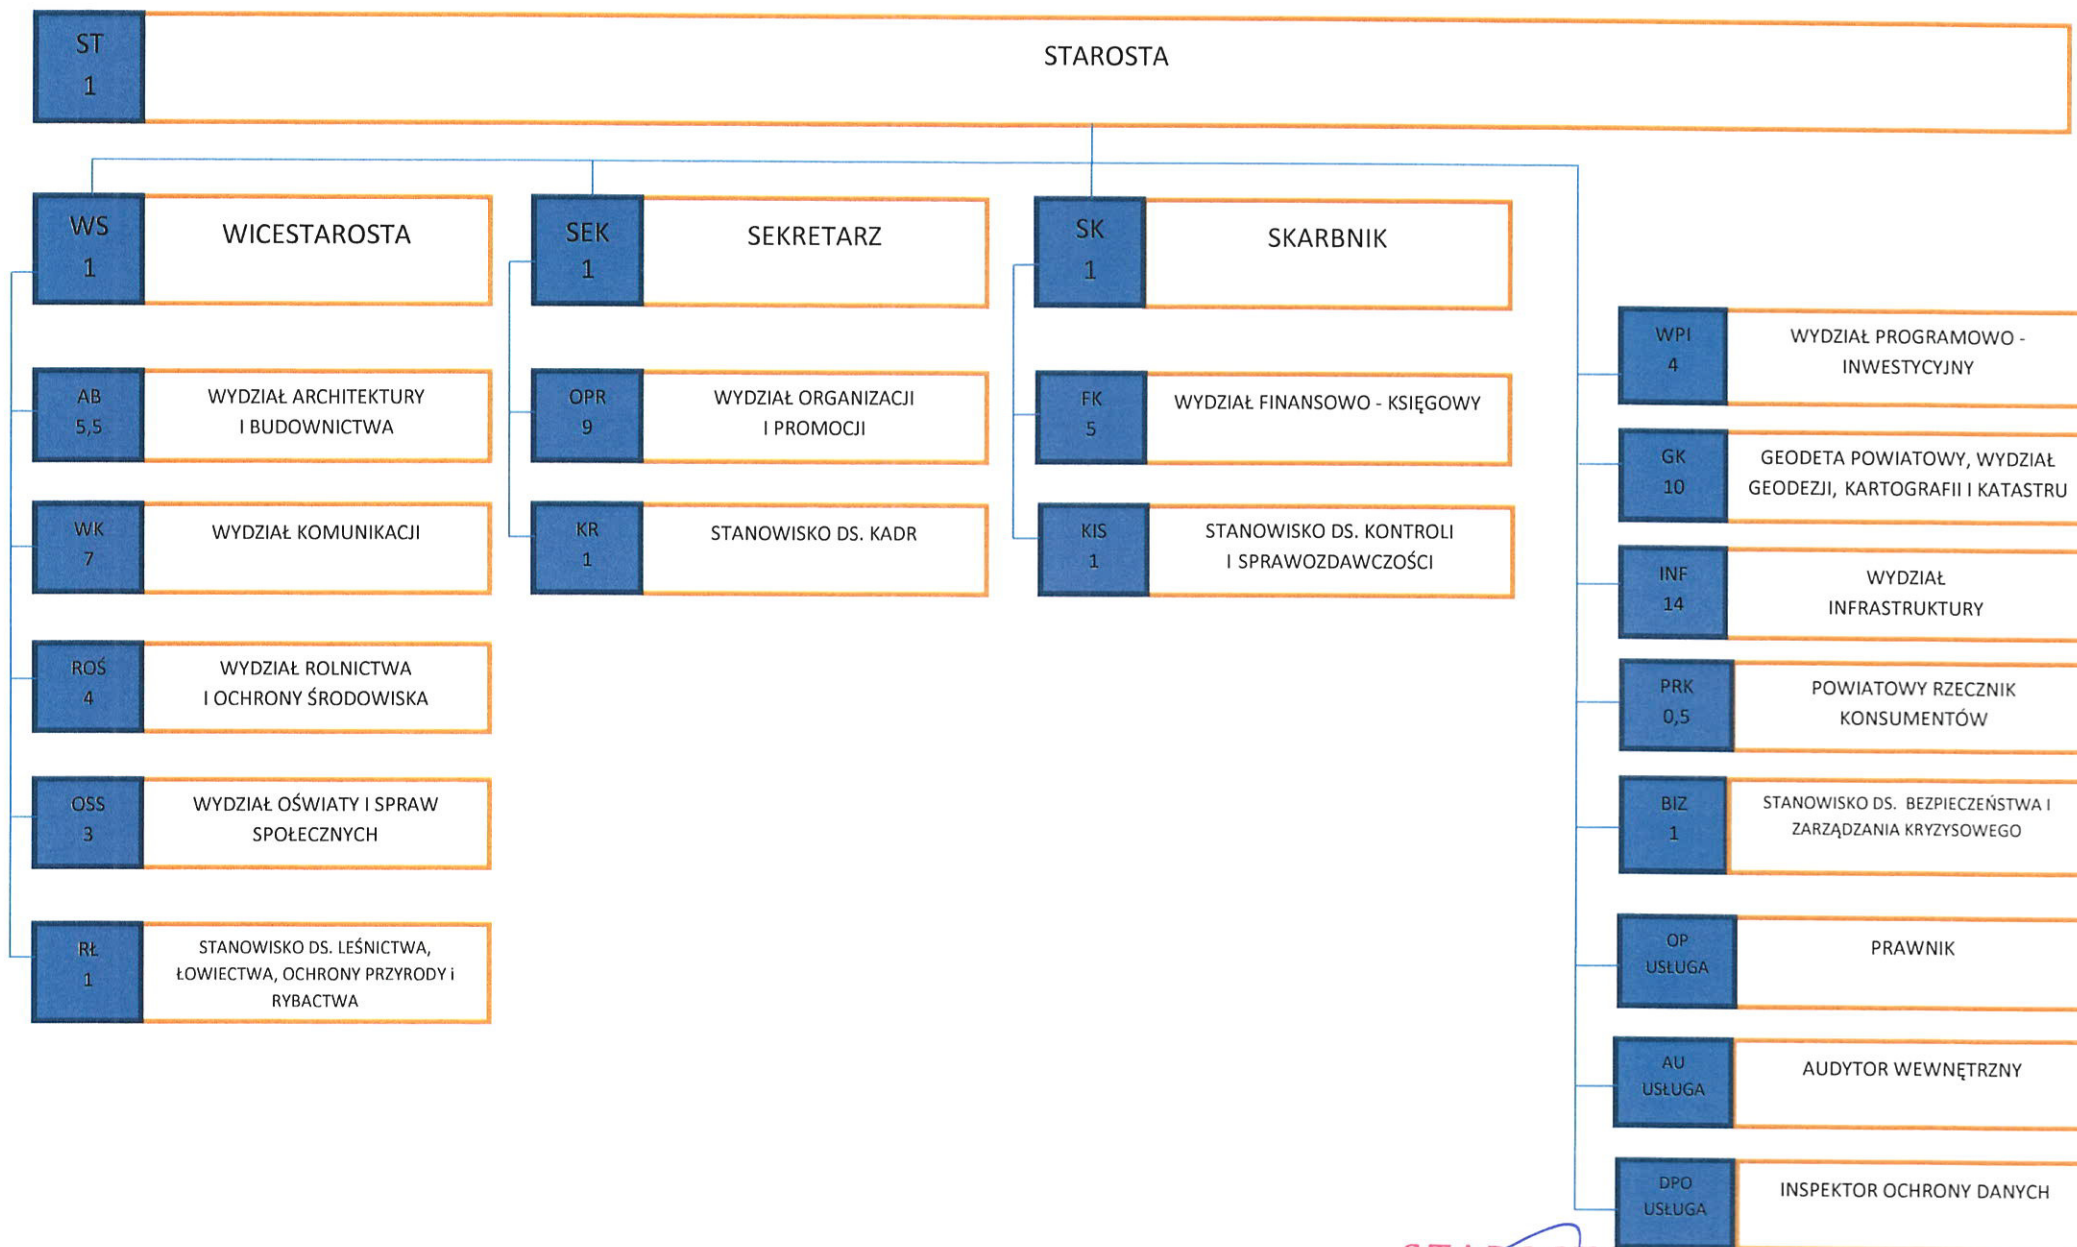 ST
1
STAROSTA
WS
1
WICESTAROSTA
AB
5,5
WYDZIAŁ ARCHITEKTURY
I BUDOWNICTWA
WK
7
WYDZIAŁ KOMUNIKACJI
ROŚ
4
WYDZIAŁ ROLNICTWA
I OCHRONY ŚRODOWISKA
OSS
3
WYDZIAŁ OŚWIATY I SPRAW
SPOŁECZNYCH
RŁ
1
STANOWISKO DS. LEŚNICTWA,
ŁOWIECTWA, OCHRONY PRZYRODY i
RYBACTWA
SEK
1
SEKRETARZ
OPR
9
WYDZIAŁ ORGANIZACJI
I PROMOCJI
KR
1
STANOWISKO DS. KADR
SK
1
SKARBNIK
FK
5
WYDZIAŁ FINANSOWO - KSIĘGOWY
KIS
1
STANOWISKO DS. KONTROLI
I SPRAWOZDAWCZOŚCI
WPI
4
WYDZIAŁ PROGRAMOWO -
INWESTYCYJNY
GK
10
GEODETA POWIATOWY, WYDZIAŁ
GEODEZJI, KARTOGRAFII I KATASTRU
INF
14
WYDZIAŁ
INFRASTRUKTURY
PRK
0,5
POWIATOWY RZECZNIK
KONSUMENTÓW
BIZ
1
STANOWISKO DS. BEZPIECZEŃSTWA I
ZARZĄDZANIA KRYZYSOWEGO
OP
USŁUGA
PRAWNIK
AU
USŁUGA
AUDYTOR WEWNĘTRZNY
DPO
USŁUGA
INSPEKTOR OCHRONY DANYCH